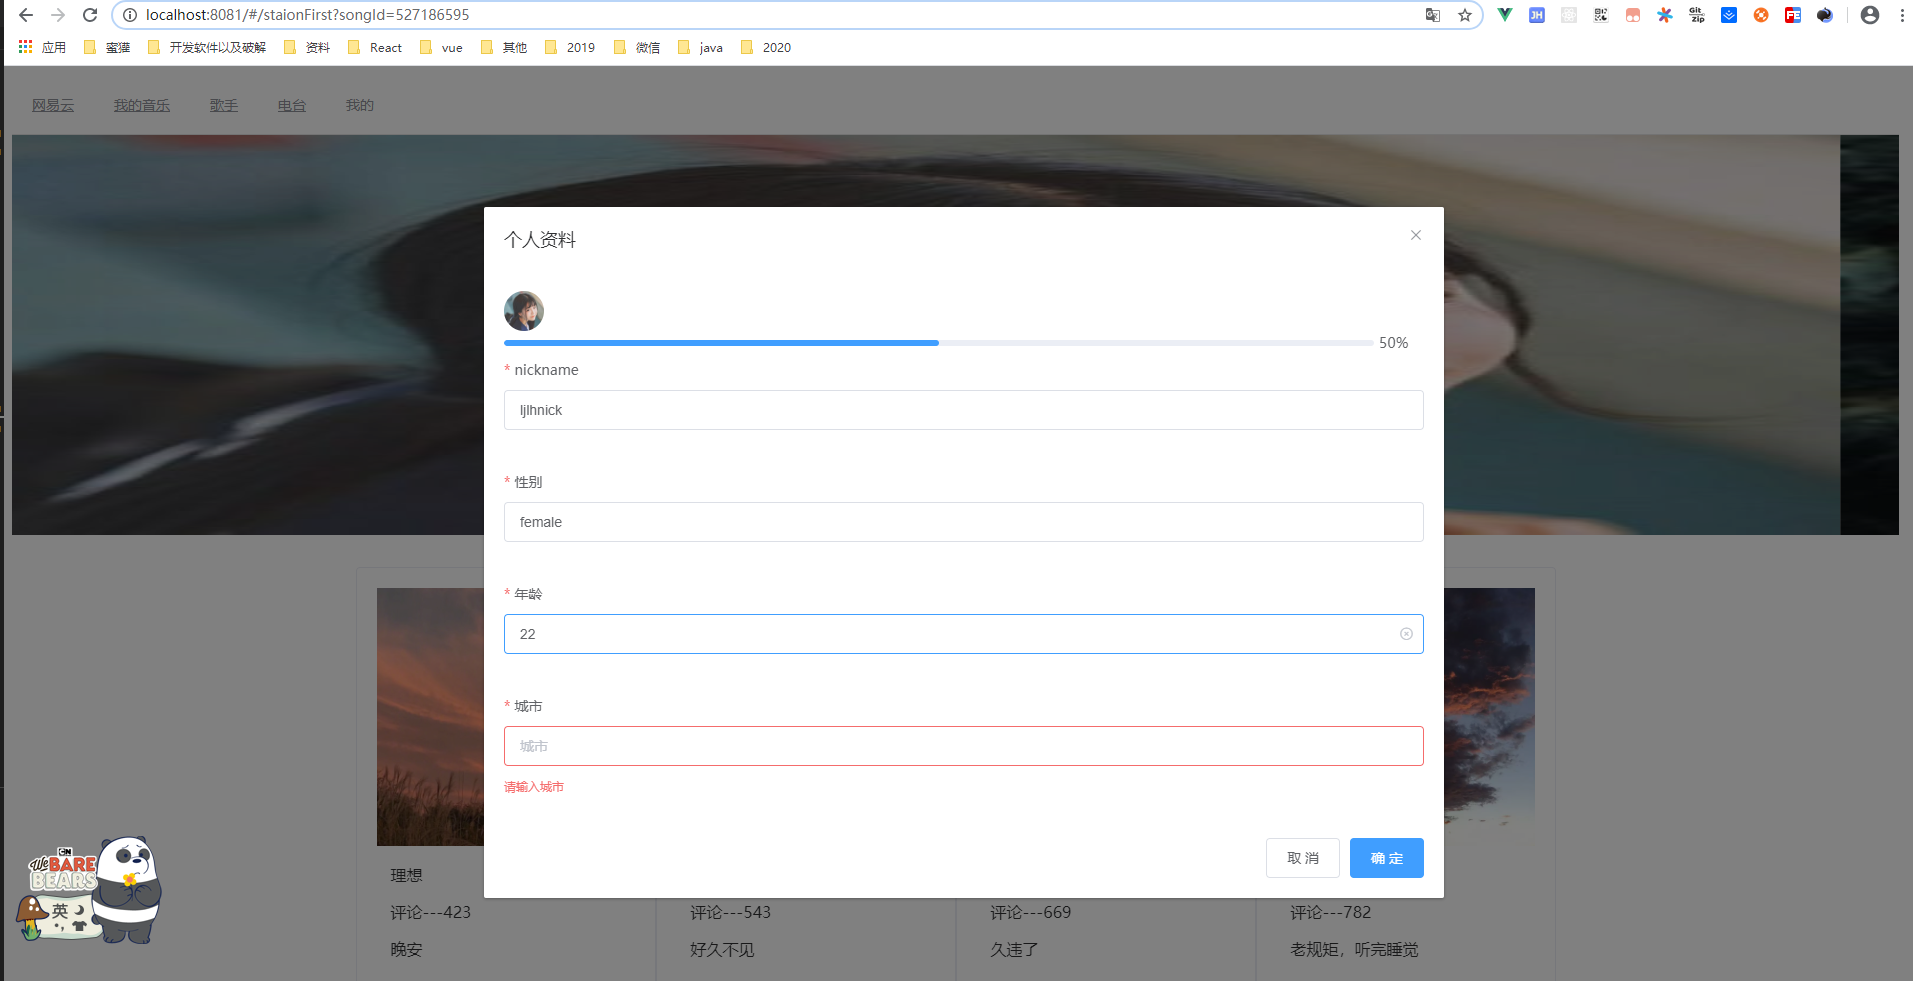 localhost:8081/#/staionFirst?songId=527186595
JH
Git
zip
FE
应用 蜜獾 开发软件以及破解 资料 React vue 其他 2019 微信 java 2020
网易云 我的音乐 歌手 电台 我的
个人资料
50%
* nickname
ljlhnick
* 性别
female
* 年龄
22
* 城市
城市
请输入城市
取消 确定
CN
We BARE
BEARS
英
理想
评论---423 评论---543 评论---669 评论---782
晚安 好久不见 久违了 老规矩，听完睡觉